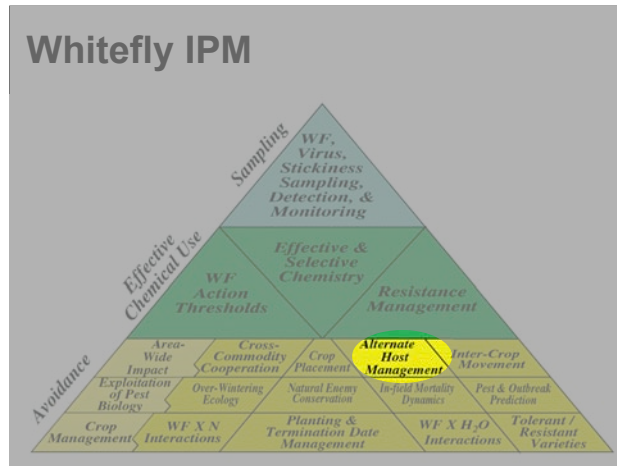 Whitefly IPM
Sampling
WF,
Virus,
Stickiness
Sampling,
Detection, &
Monitoring
Effective
Chemical Use
WF
Action
Thresholds
Effective &
Selective
Chemistry
Resistance
Management
Avoidance
Area-
Wide
Impact
Cross-
Commodity
Cooperation
Crop
Placement
Alternate
Host
Management
Inter-Crop
Movement
Exploitation
of Pest
Biology
Over-Wintering
Ecology
Natural Enemy
Conservation
In-field Mortality
Dynamics
Pest & Outbreak
Prediction
Crop
Management
WF X N
Interactions
Planting &
Termination Date
Management
WF X H₂O
Interactions
Tolerant /
Resistant
Varieties